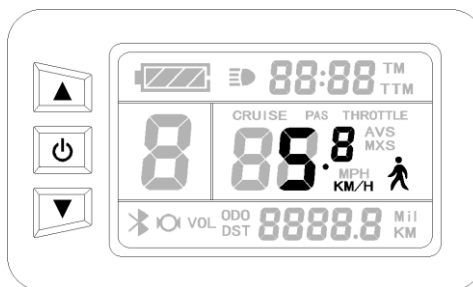 88:88 TM
TTM
8
CRUISE PAS THROTTLE
85.8 AVS
MXS
MPH
KM/H
VOL ODO 8888.8 Mil
DST KM